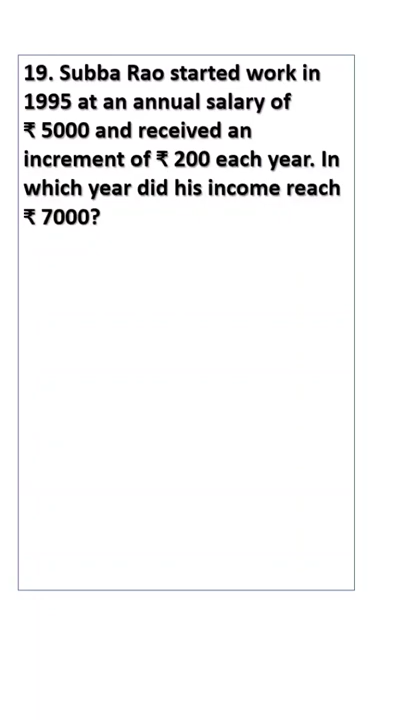 19. Subba Rao started work in
1995 at an annual salary of
₹ 5000 and received an
increment of ₹ 200 each year. In
which year did his income reach
₹ 7000?